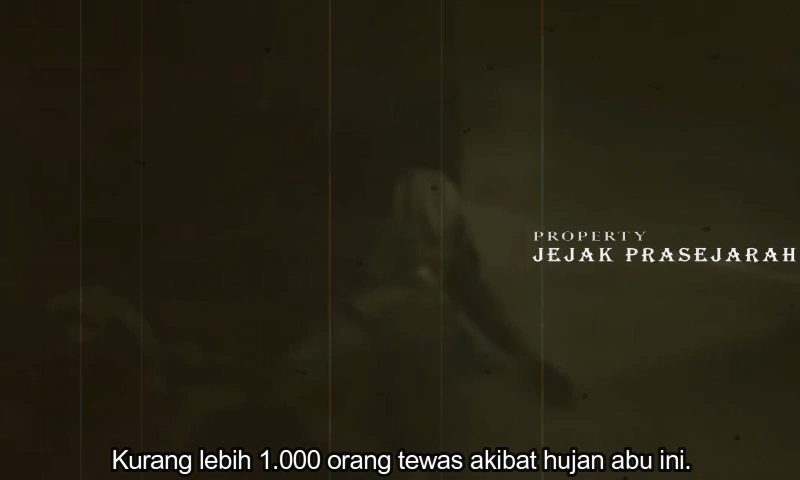 PROPERTY
JEJAK PRASEJARAH
Kurang lebih 1.000 orang tewas akibat hujan abu ini.